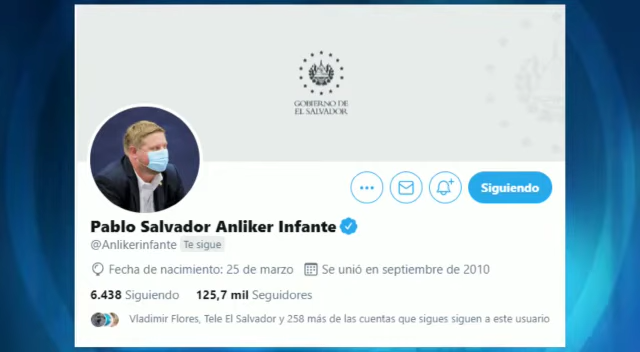 GOBIERNO DE
EL SALVADOR
Siguiendo
Pablo Salvador Anliker Infante
@Anlikerinfante Te sigue
Fecha de nacimiento: 25 de marzo Se unió en septiembre de 2010
6.438 Siguiendo 125,7 mil Seguidores
Vladimir Flores, Tele El Salvador y 258 más de las cuentas que sigues siguen a este usuario